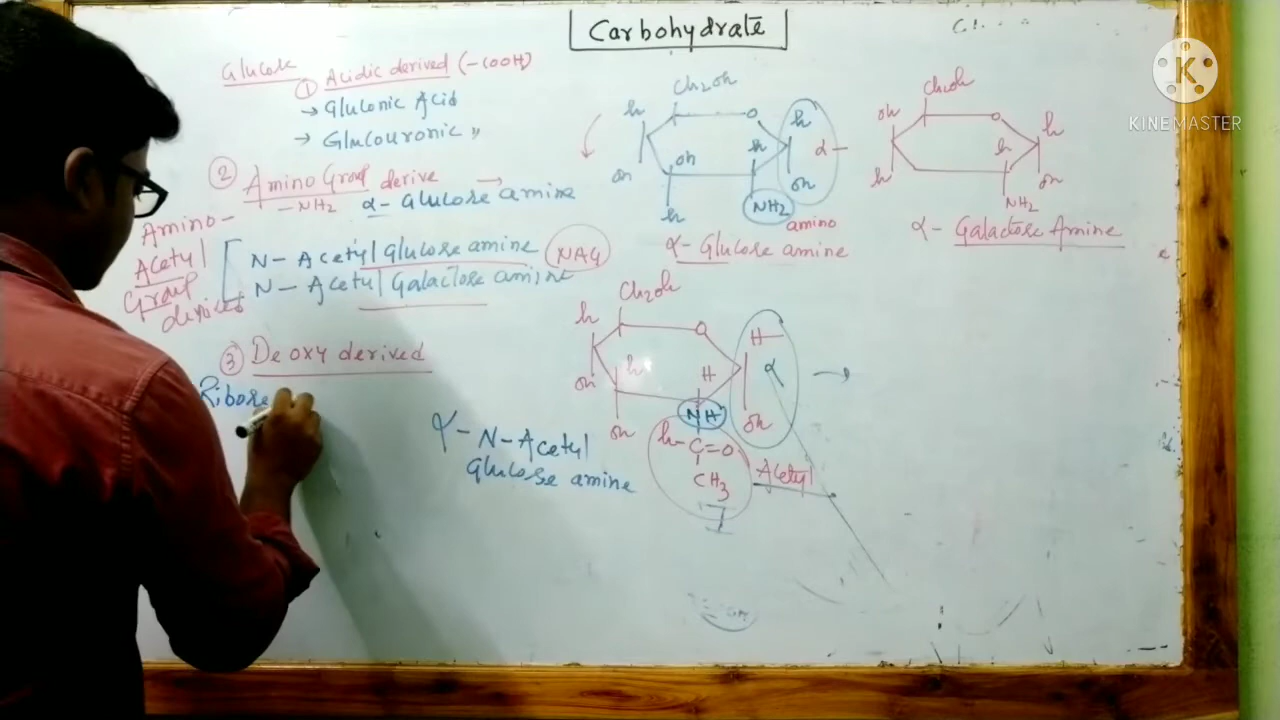 Carbohydrate
Glucose
① Acidic derived (-COOH)
→ Gluconic Acid
→ Glucouronic "
② Amino Group derive
-NH2 α- Glucose amine
Amino-
Acetyl
Group
derived
N- Acetyl Glucose amine NAG
N- Acetyl Galactose amine
③ Deoxy derived
Ribose
Ch2oh
h
o
h
oh
oh
h
h
NH2
oh
α-
amino
α- Glucose amine
Ch2oh
oh
o
h
h
h
NH2
oh
α- Galactose Amine
Ch2oh
h
O
H
α
h
H
oh
oh
NH
oh
h-C=O
CH3
Acetyl
α- N- Acetyl
Glucose amine
K
KINEMASTER